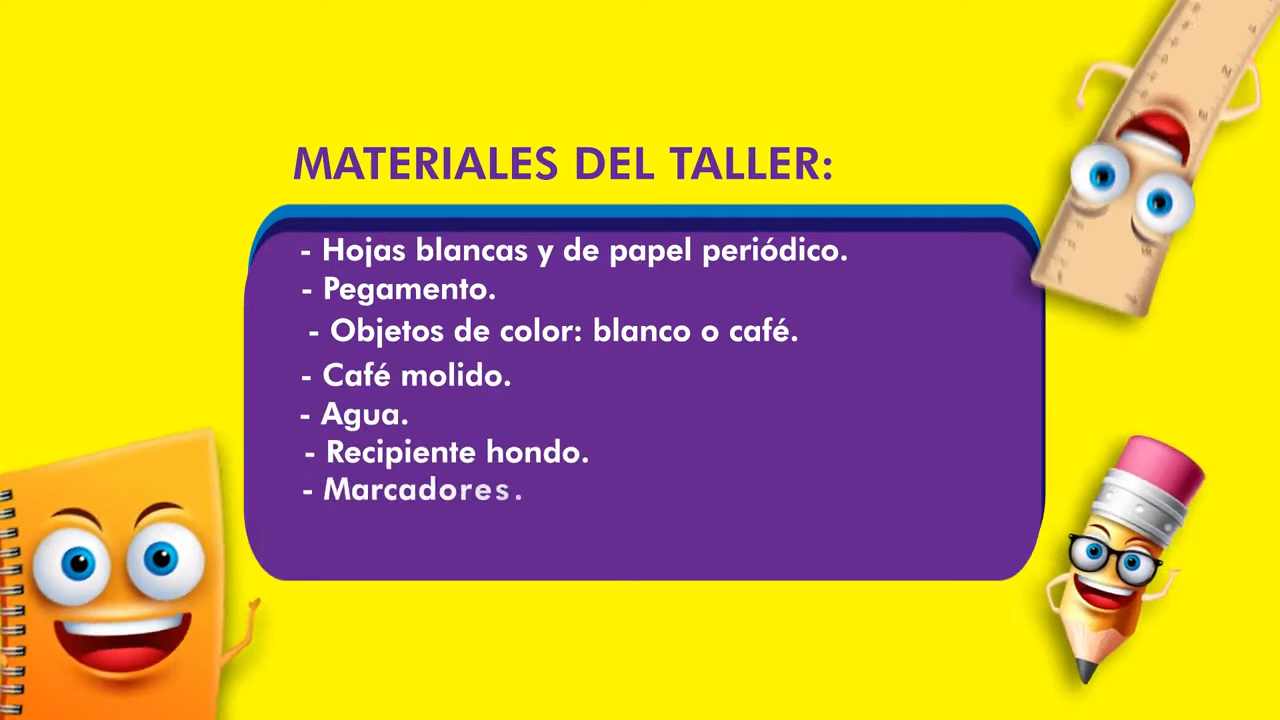 MATERIALES DEL TALLER:
- Hojas blancas y de papel periódico.
- Pegamento.
- Objetos de color: blanco o café.
- Café molido.
- Agua.
- Recipiente hondo.
- Marcadores.